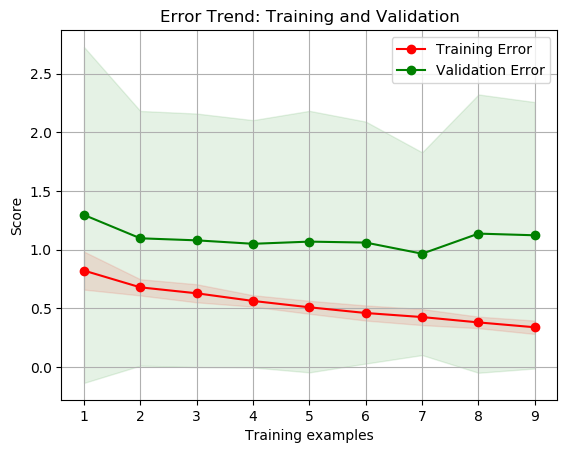 Error Trend: Training and Validation
Training Error
Validation Error
2.5
2.0
1.5
1.0
0.5
0.0
Score
1 2 3 4 5 6 7 8 9
Training examples